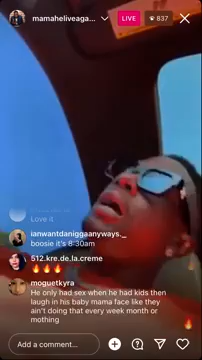 mamaheliveaga...
LIVE
837
Love it
ianwantdaniggaanyways._
boosie it's 8:30am
512.kre.de.la.creme
🔥🔥🔥🔥
moguetkyra
He only had sex when he had kids then
laugh in his baby mama face like they
ain't doing that every week month or
mothing
Add a comment...